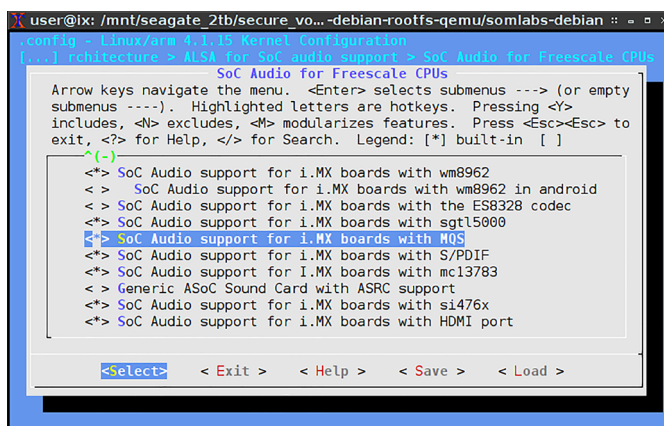 user@ix: /mnt/seagate_2tb/secure_vo...-debian-rootfs-qemu/somlabs-debian
.config - Linux/arm 4.1.15 Kernel Configuration
[...] rchitecture > ALSA for SoC audio support > SoC Audio for Freescale CPUs
SoC Audio for Freescale CPUs
Arrow keys navigate the menu. <Enter> selects submenus ---> (or empty
submenus ----). Highlighted letters are hotkeys. Pressing <Y>
includes, <N> excludes, <M> modularizes features. Press <Esc><Esc> to
exit, <?> for Help, </> for Search. Legend: [*] built-in [ ]
^(-)
<*> SoC Audio support for i.MX boards with wm8962
< > SoC Audio support for i.MX boards with wm8962 in android
< > SoC Audio support for i.MX boards with the ES8328 codec
<*> SoC Audio support for i.MX boards with sgtl5000
<*> SoC Audio support for i.MX boards with MQS
<*> SoC Audio support for i.MX boards with S/PDIF
<*> SoC Audio support for I.MX boards with mc13783
< > Generic ASoC Sound Card with ASRC support
<*> SoC Audio support for i.MX boards with si476x
<*> SoC Audio support for i.MX boards with HDMI port
<Select> < Exit > < Help > < Save > < Load >